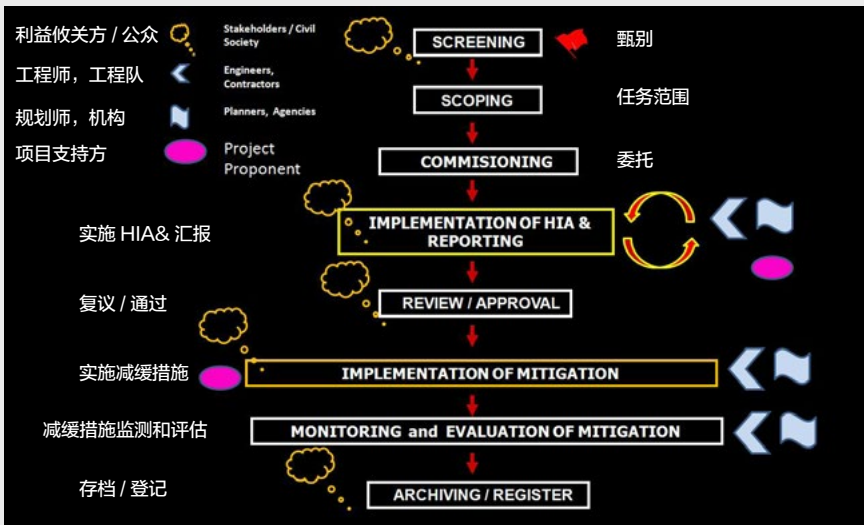 利益攸关方 / 公众
Stakeholders / Civil
Society
工程师，工程队
Engineers,
Contractors
规划师，机构
Planners, Agencies
项目支持方
Project
Proponent
SCREENING
甄别
SCOPING
任务范围
COMMISIONING
委托
实施 HIA& 汇报
IMPLEMENTATION OF HIA &
REPORTING
复议 / 通过
REVIEW / APPROVAL
实施减缓措施
IMPLEMENTATION OF MITIGATION
减缓措施监测和评估
MONITORING and EVALUATION OF MITIGATION
存档 / 登记
ARCHIVING / REGISTER